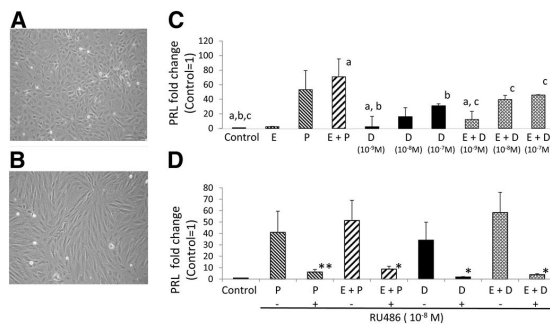 A
B
C
PRL fold change
(Control=1)
120
100
80
60
40
20
0
a,b,c
a
a, b
b
a, c
c
c
Control
E
P
E + P
D
D
D
E + D
E + D
E + D
(10-9M)
(10-8M)
(10-7M)
(10-9M)
(10-8M)
(10-7M)
D
PRL fold change
(Control=1)
80
70
60
50
40
30
20
10
0
**
*
*
*
Control
P
P
E + P
E + P
D
D
E + D
E + D
- + - + - + - +
RU486 ( 10-8 M)